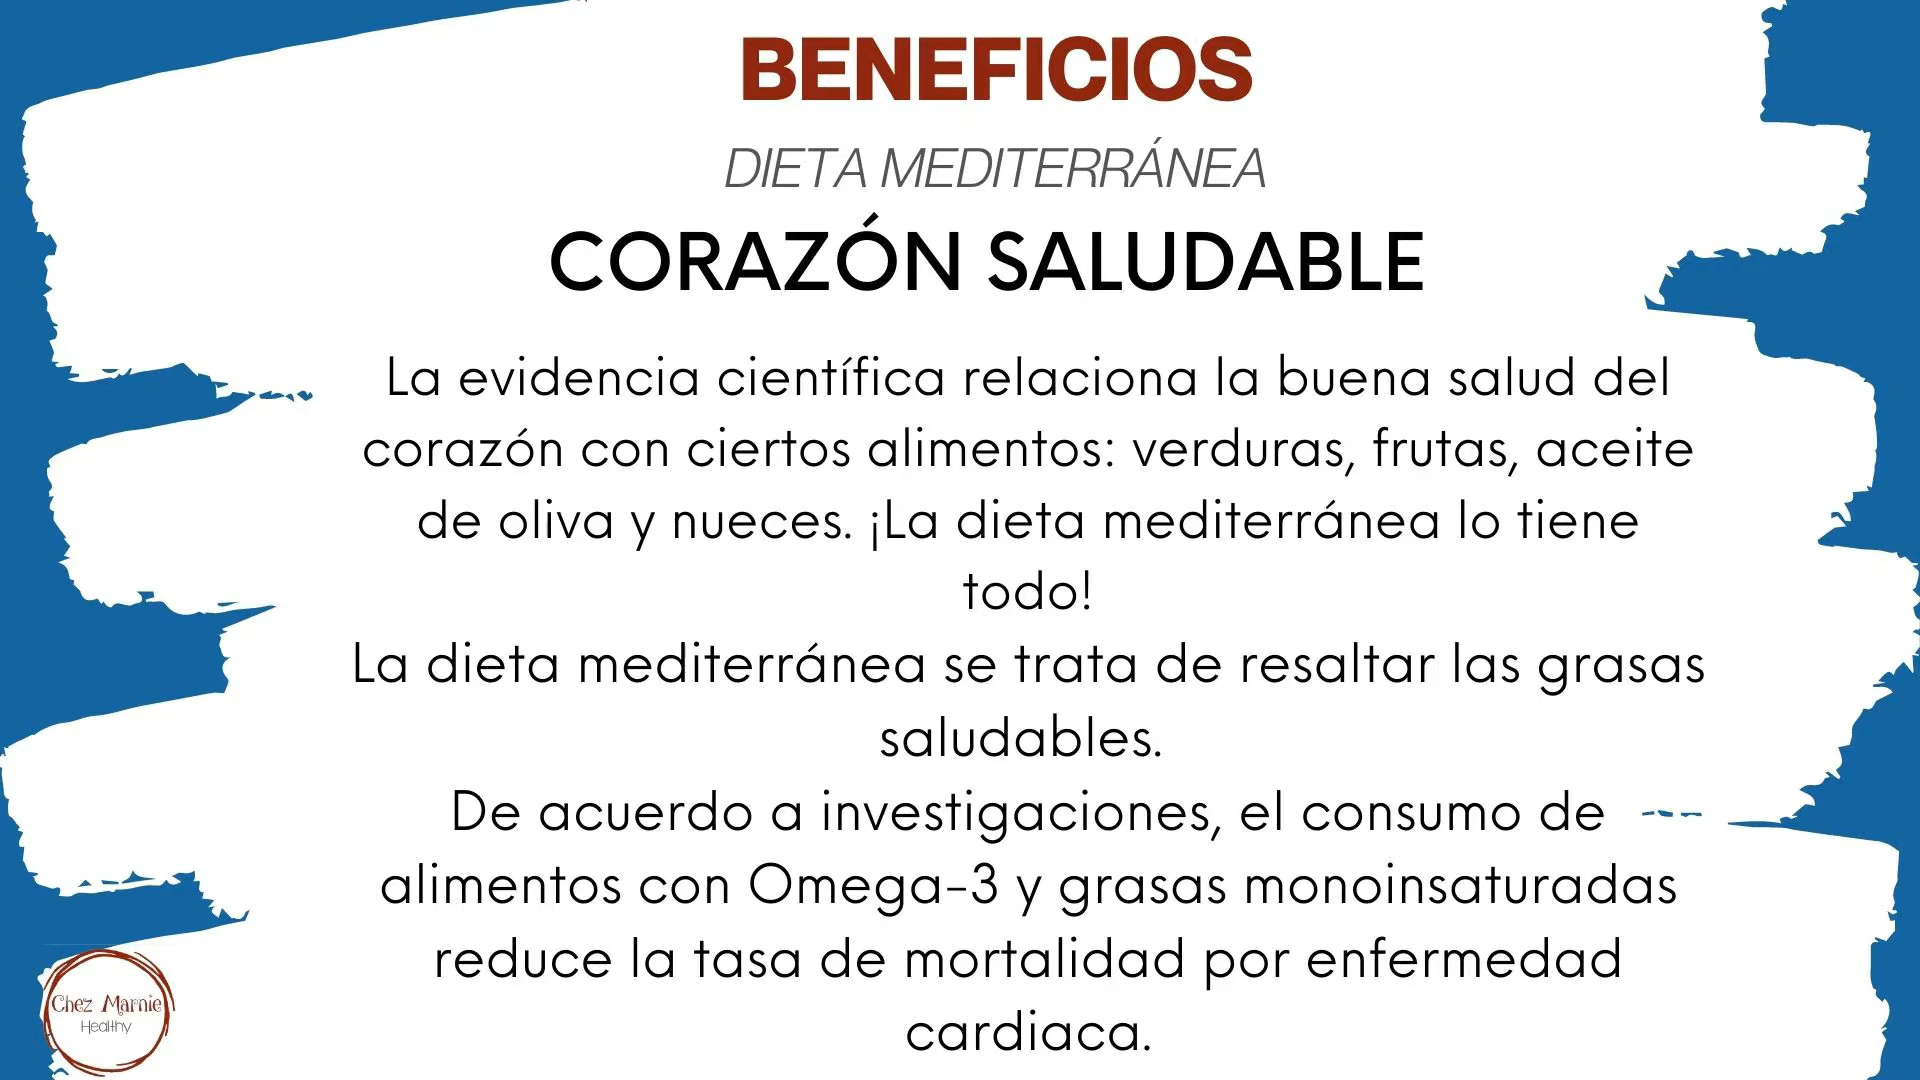 BENEFICIOS
DIETA MEDITERRÁNEA
CORAZÓN SALUDABLE
La evidencia científica relaciona la buena salud del
corazón con ciertos alimentos: verduras, frutas, aceite
de oliva y nueces. ¡La dieta mediterránea lo tiene
todo!
La dieta mediterránea se trata de resaltar las grasas
saludables.
De acuerdo a investigaciones, el consumo de
alimentos con Omega-3 y grasas monoinsaturadas
reduce la tasa de mortalidad por enfermedad
cardiaca.
Chez Marnie
Healthy